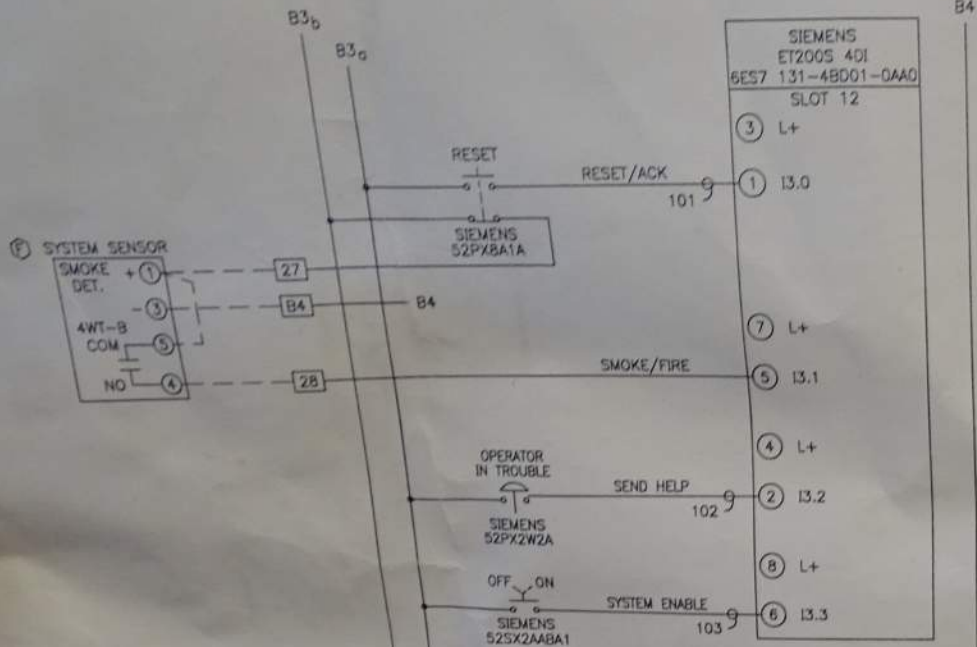 B3b
B3a
B4
SIEMENS
ET200S 4DI
6ES7 131-4BD01-0AA0
SLOT 12
3 L+
RESET
RESET/ACK
101
1 I3.0
SIEMENS
52PX8A1A
F SYSTEM SENSOR
SMOKE
DET.
+ 1
27
- 3
B4
B4
4WT-B
COM
5
NO
4
28
SMOKE/FIRE
7 L+
5 I3.1
4 L+
OPERATOR
IN TROUBLE
SEND HELP
102
2 I3.2
SIEMENS
52PX2W2A
8 L+
OFF ON
SYSTEM ENABLE
103
6 I3.3
SIEMENS
52SX2AABA1